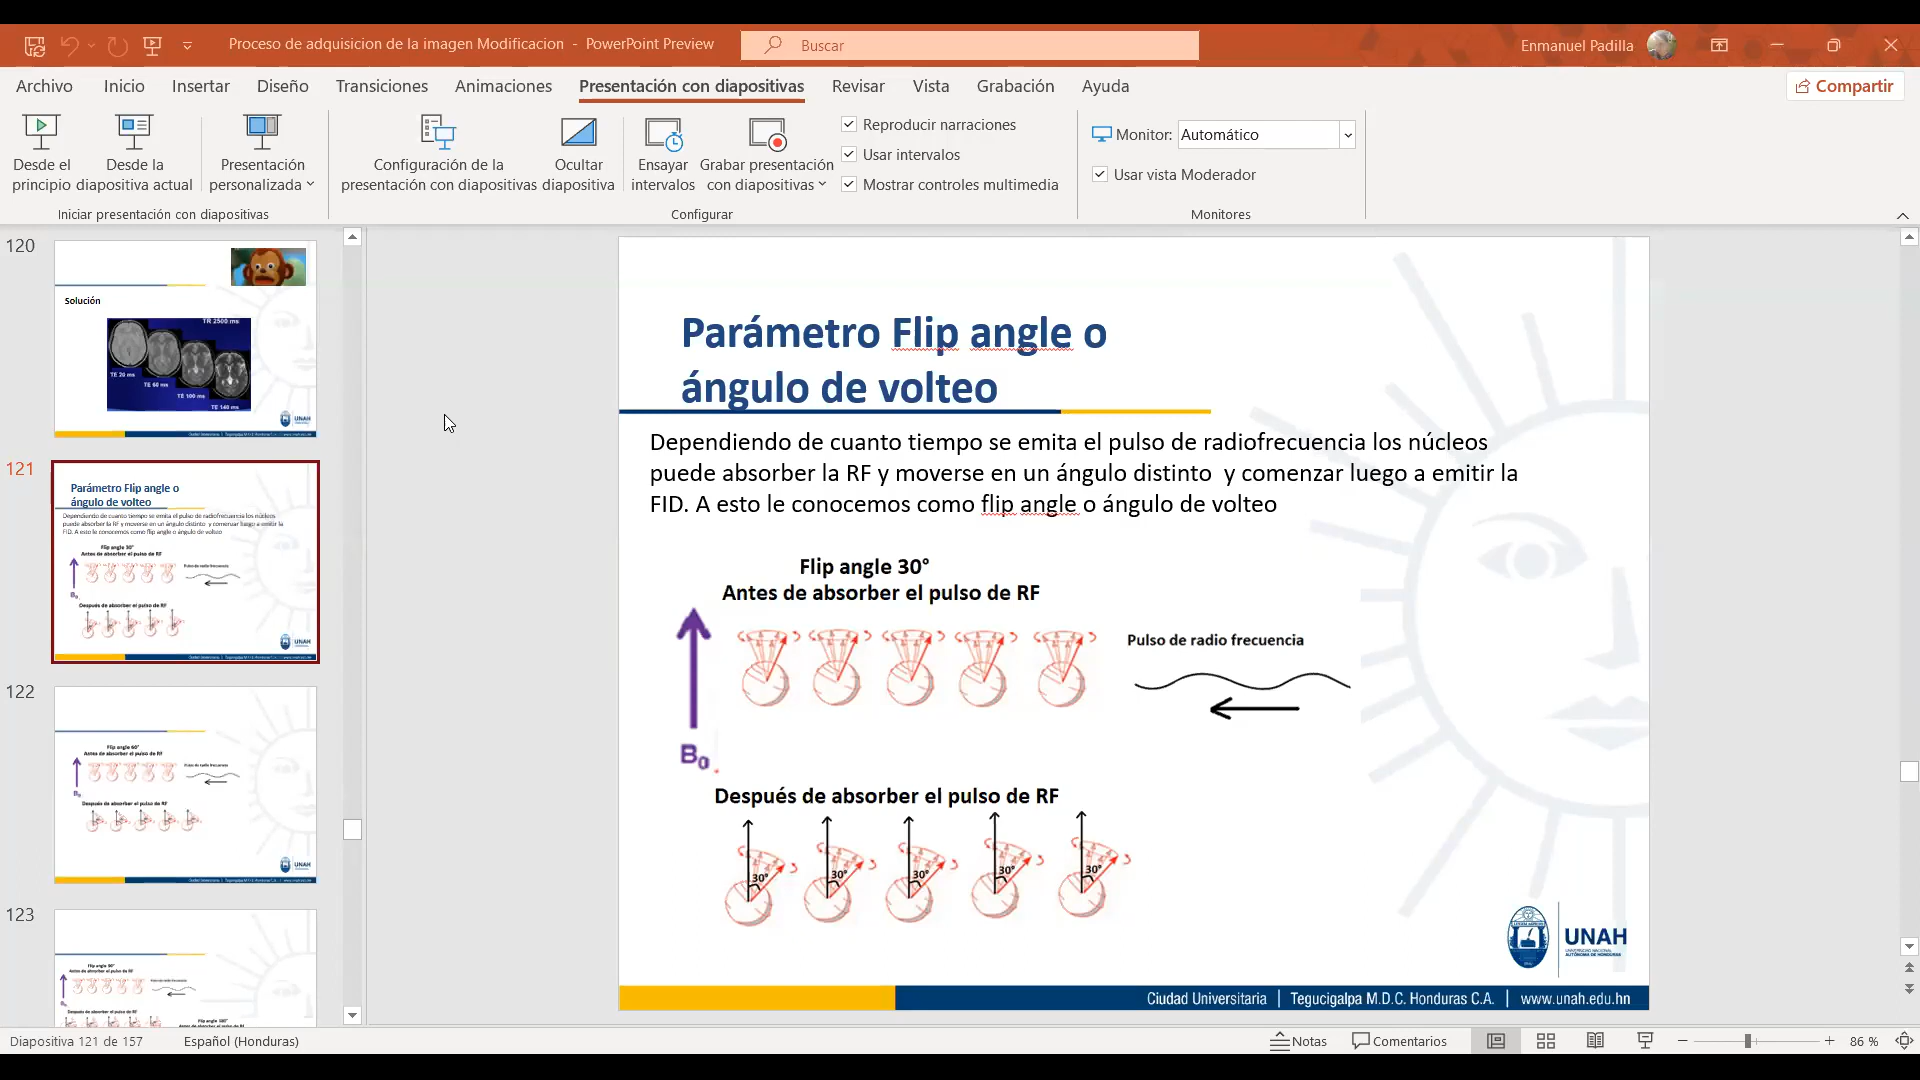 Proceso de adquisicion de la imagen Modificacion - PowerPoint Preview
Buscar
Enmanuel Padilla
Archivo
Inicio
Insertar
Diseño
Transiciones
Animaciones
Presentación con diapositivas
Revisar
Vista
Grabación
Ayuda
Compartir
Desde el principio
Desde la diapositiva actual
Presentación personalizada
Configuración de la presentación con diapositivas
Ocultar diapositiva
Ensayar intervalos
Grabar presentación con diapositivas
Reproducir narraciones
Usar intervalos
Mostrar controles multimedia
Monitor: Automático
Usar vista Moderador
Iniciar presentación con diapositivas
Configurar
Monitores
120
Solución
TR 2500 ms
TE 20 ms
TE 60 ms
TE 100 ms
TE 140 ms
UNAH
121
Parámetro Flip angle o
ángulo de volteo
Dependiendo de cuanto tiempo se emita el pulso de radiofrecuencia los núcleos
puede absorber la RF y moverse en un ángulo distinto y comenzar luego a emitir la
FID. A esto le conocemos como flip angle o ángulo de volteo
Flip angle 30°
Antes de absorber el pulso de RF
Pulso de radio frecuencia
B₀
Después de absorber el pulso de RF
UNAH
122
Flip angle 60°
Antes de absorber el pulso de RF
Pulso de radio frecuencia
B₀
Después de absorber el pulso de RF
UNAH
123
Flip angle 90°
Antes de absorber el pulso de RF
Después de absorber el pulso de RF
Parámetro Flip angle o
ángulo de volteo
Dependiendo de cuanto tiempo se emita el pulso de radiofrecuencia los núcleos
puede absorber la RF y moverse en un ángulo distinto y comenzar luego a emitir la
FID. A esto le conocemos como flip angle o ángulo de volteo
Flip angle 30°
Antes de absorber el pulso de RF
Pulso de radio frecuencia
B₀
Después de absorber el pulso de RF
30° 30° 30° 30° 30°
UNAH
UNIVERSIDAD NACIONAL
AUTÓNOMA DE HONDURAS
Ciudad Universitaria | Tegucigalpa M.D.C. Honduras C.A. | www.unah.edu.hn
Diapositiva 121 de 157
Español (Honduras)
Notas
Comentarios
86 %